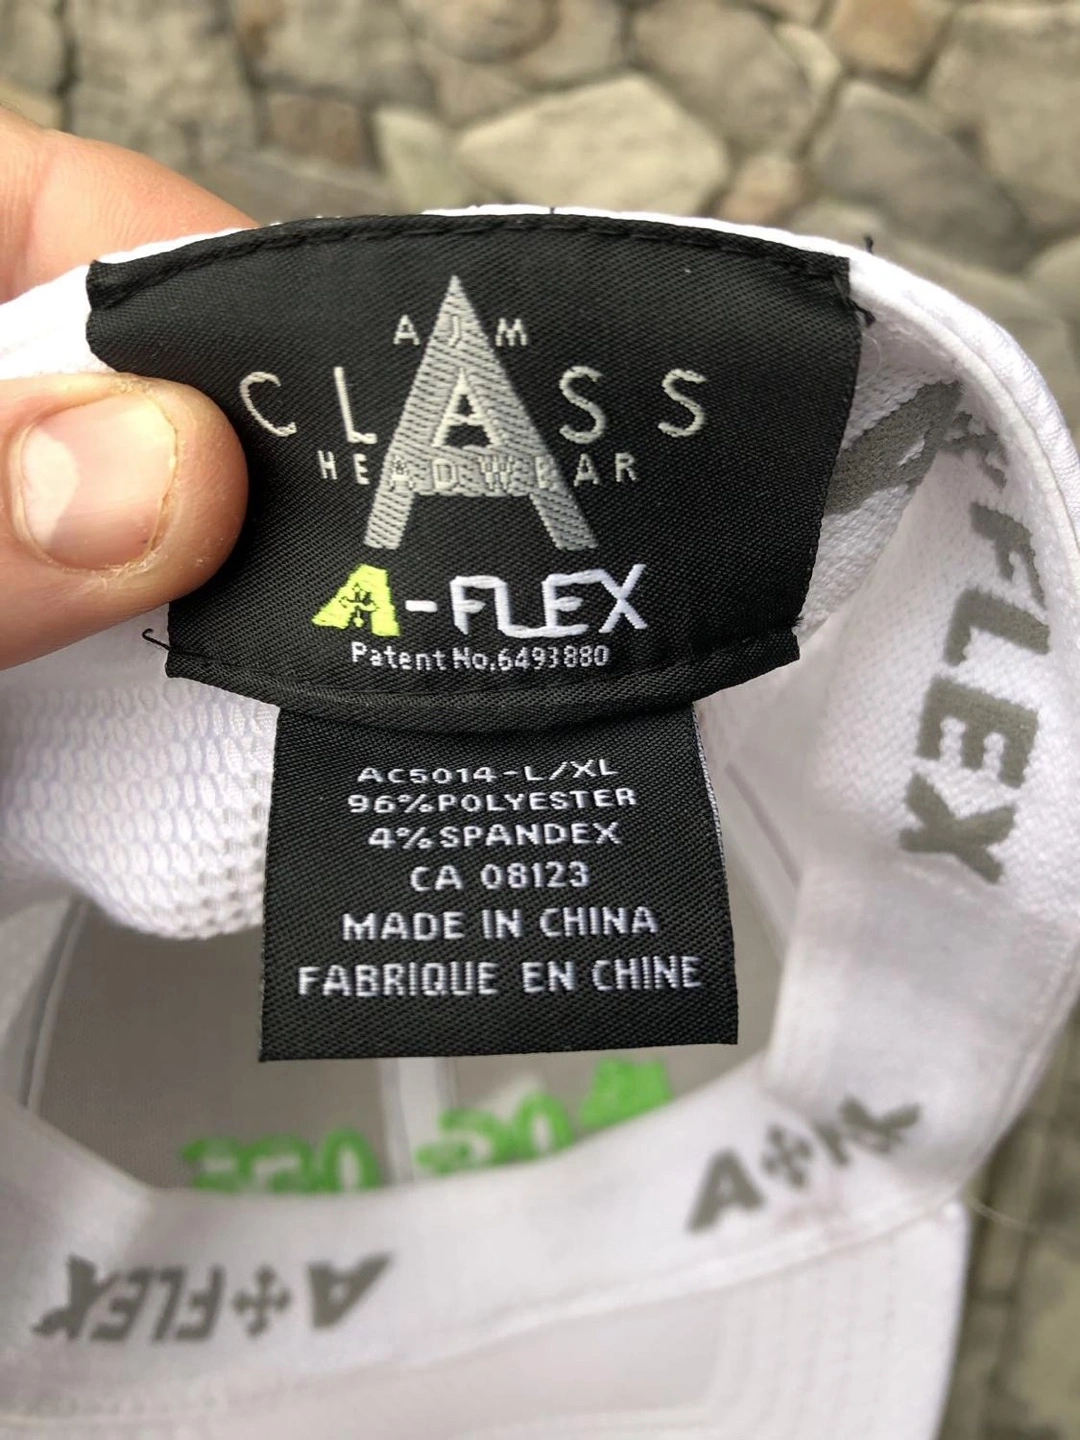 AJM
CLASS
HEADWEAR
A-FLEX
Patent No.6493880
AC5014-L/XL
96%POLYESTER
4%SPANDEX
CA 08123
MADE IN CHINA
FABRIQUE EN CHINE
A-FLEX
A-FLEX